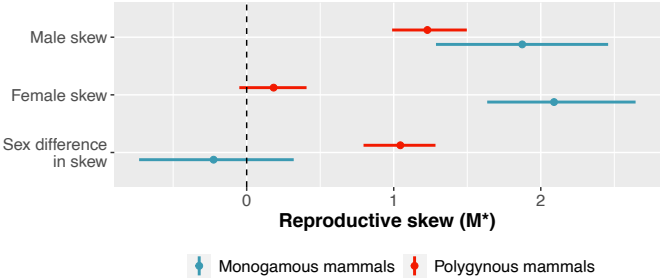 Male skew
Female skew
Sex difference
in skew
0
1
2
Reproductive skew (M*)
Monogamous mammals
Polygynous mammals